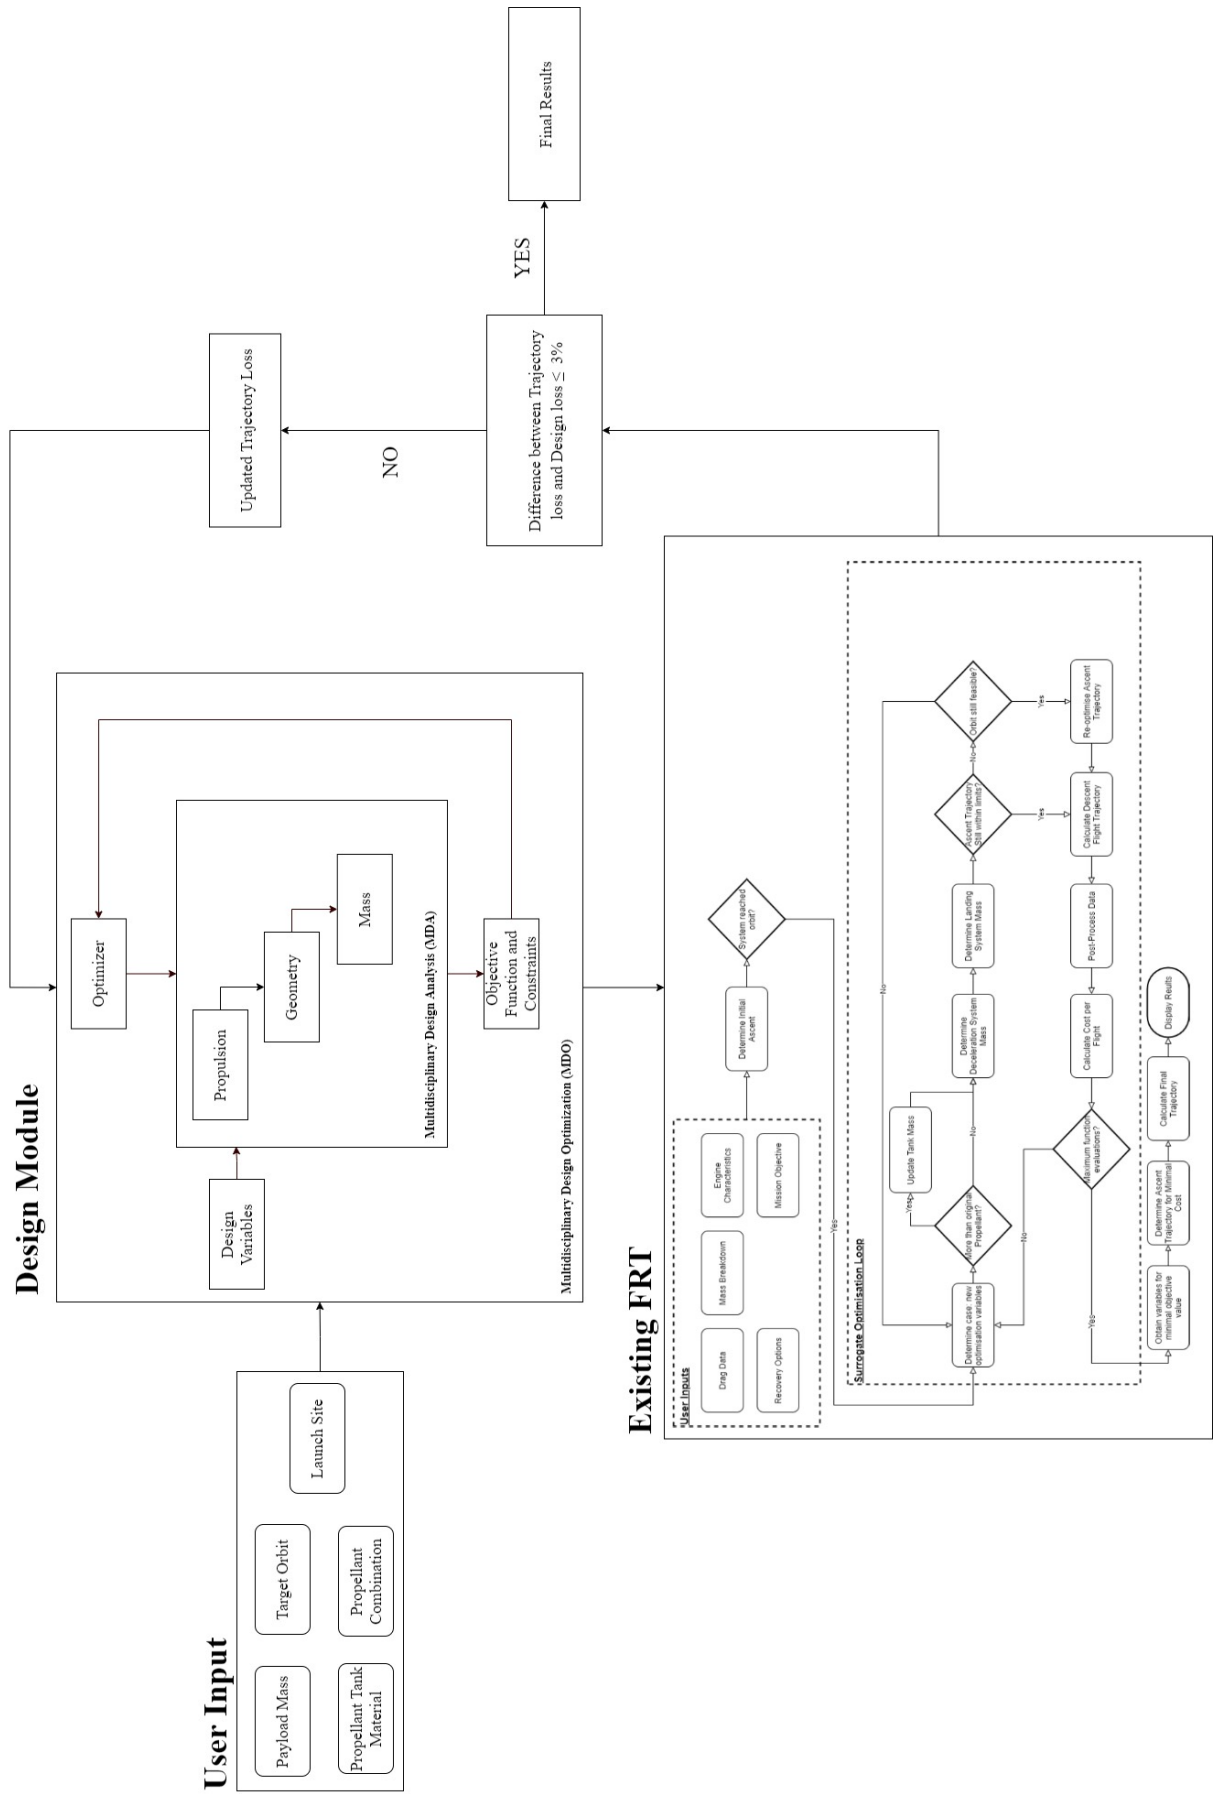 User Input
Payload Mass
Target Orbit
Launch Site
Propellant Tank
Material
Propellant
Combination
Design Module
Design
Variables
Optimizer
Propulsion
Geometry
Mass
Multidisciplinary Design Analysis (MDA)
Objective
Function and
Constraints
Multidisciplinary Design Optimization (MDO)
Updated Trajectory Loss
NO
Difference between Trajectory
loss and Design loss ≤ 3%
YES
Final Results
Existing FRT
User Inputs
Drag Data
Mass Breakdown
Engine
Characteristics
Recovery Options
Mission Objective
Determine Initial
Ascent
System reached
orbit?
Yes
Surrogate Optimisation Loop
Determine case: new
optimisation variables
More than original
Propellant?
Yes
Update Tank Mass
No
Determine
Deceleration System
Mass
Determine Landing
System Mass
Ascent Trajectory
Still within limits?
No
Orbit still feasible?
No
Yes
Yes
Re-optimise Ascent
Trajectory
Calculate Descent
Flight Trajectory
Post-Process Data
Calculate Cost per
Flight
Maximum function
evaluations?
No
Yes
Obtain variables for
minimal objective
value
Determine Ascent
Trajectory for Minimal
Cost
Calculate Final
Trajectory
Display Reults